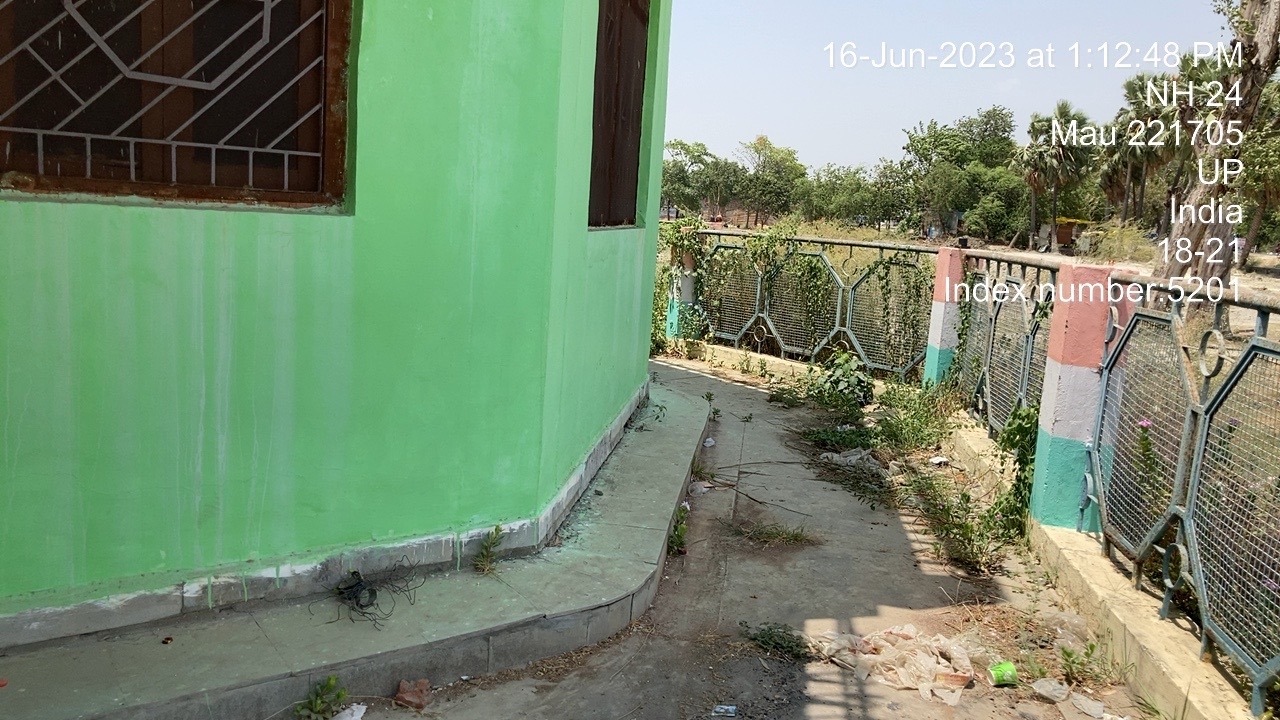 16-Jun-2023 at 1:12:48 PM
NH 24
Mau 221705
UP
India
18-21
Index number:5201